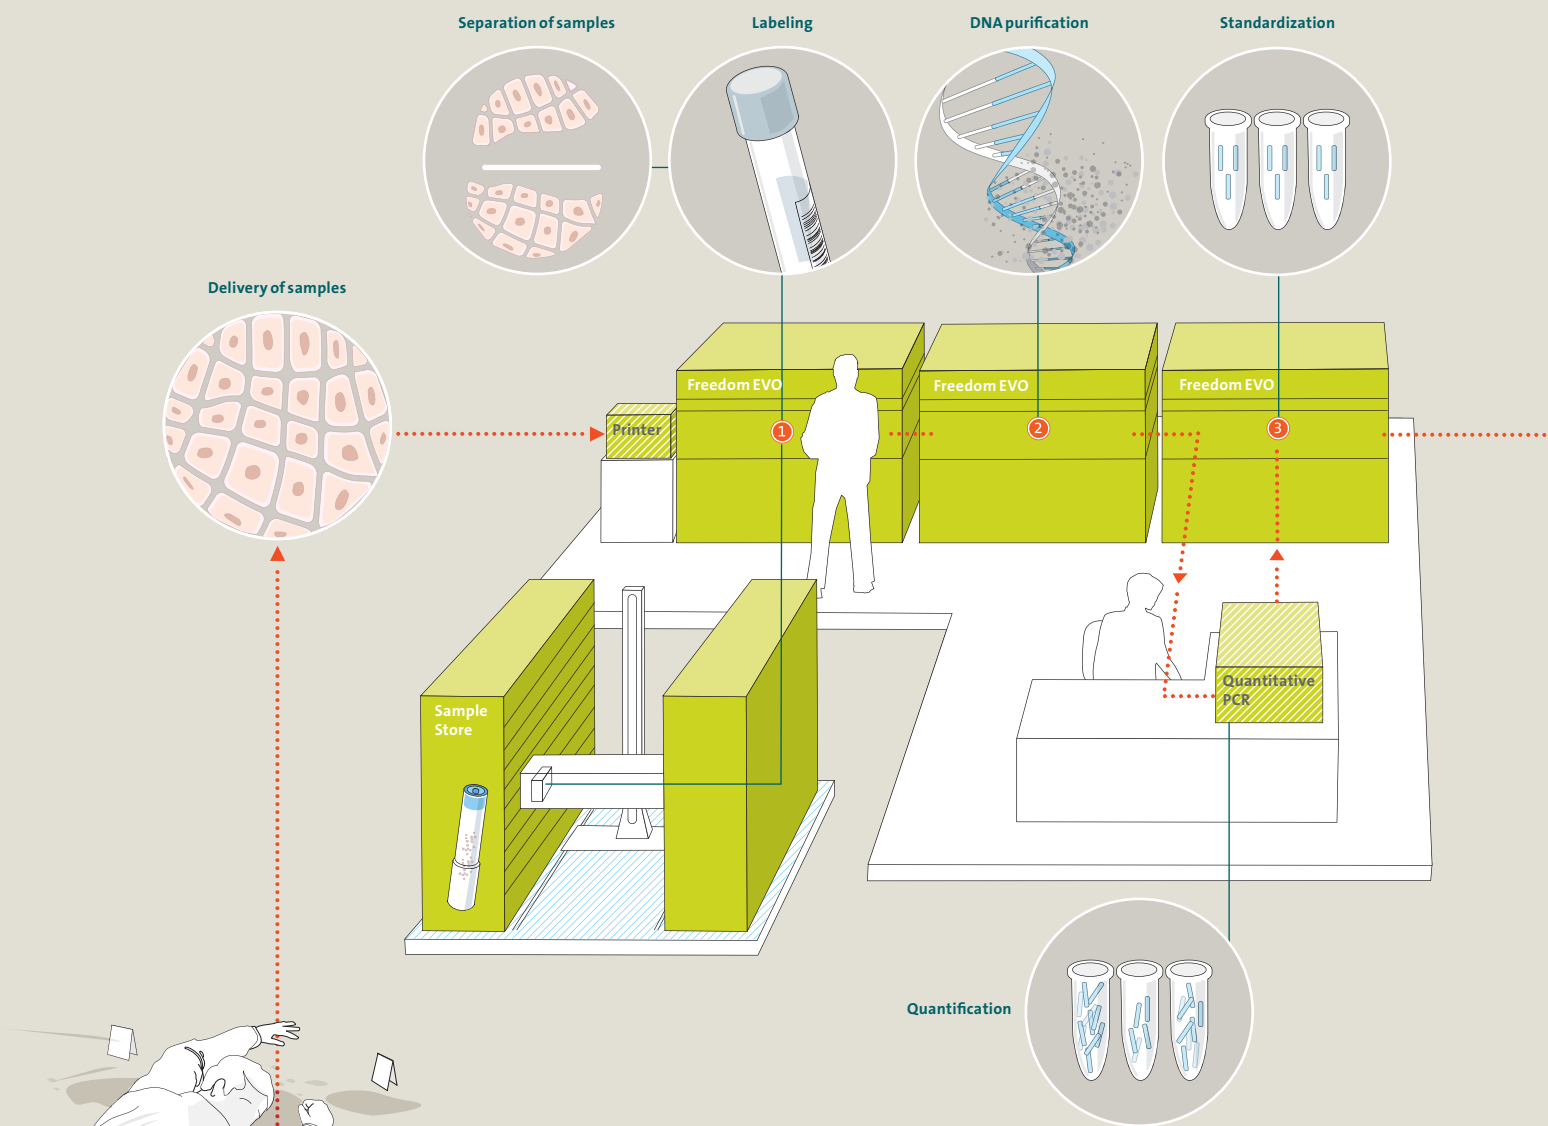 Separation of samples
Labeling
DNA purification
Standardization
Delivery of samples
Freedom EVO
Freedom EVO
Freedom EVO
Printer
1
2
3
Sample
Store
Quantitative
PCR
Quantification